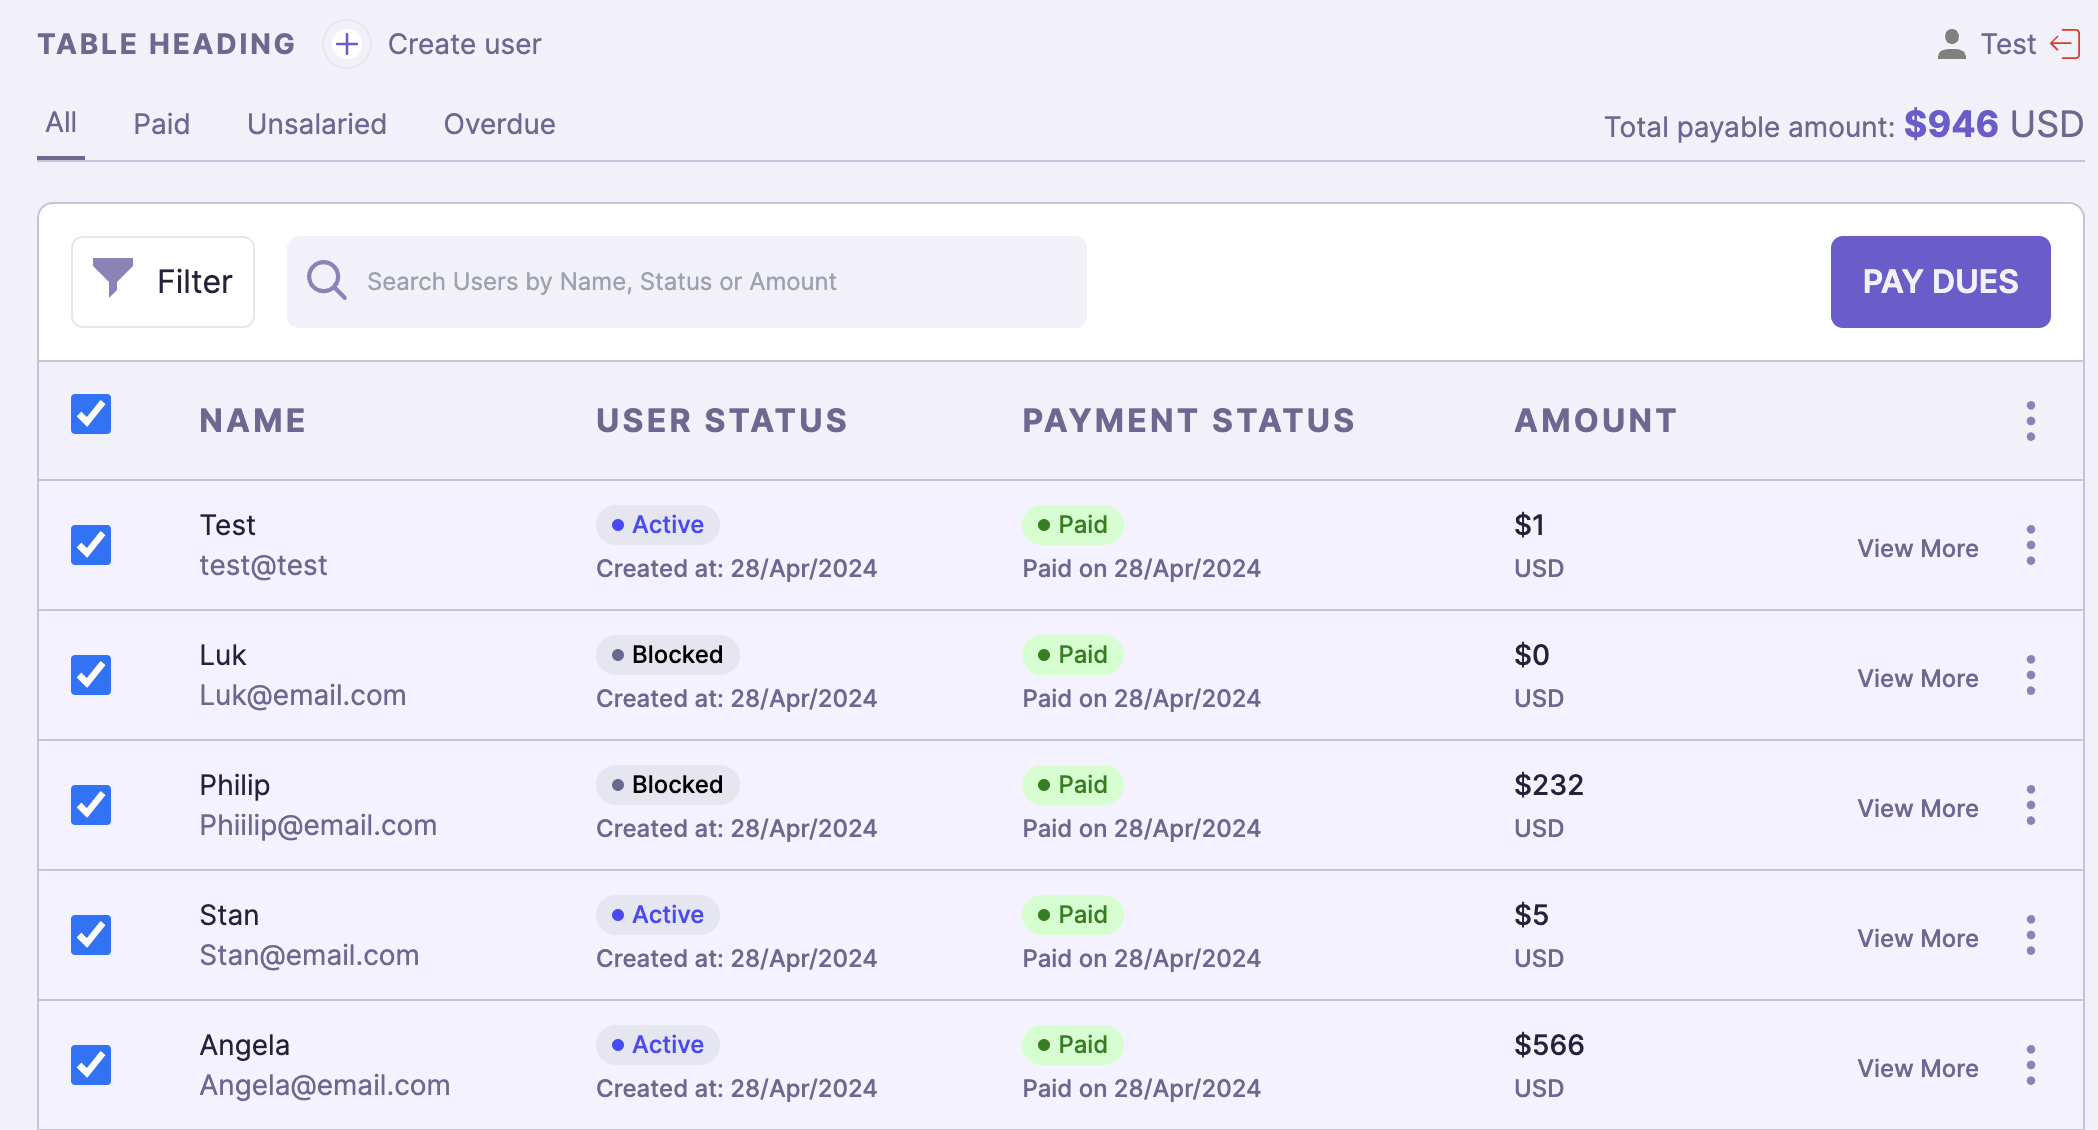 TABLE HEADING Create user Test
All Paid Unsalaried Overdue Total payable amount: $946 USD
Filter Search Users by Name, Status or Amount PAY DUES
NAME USER STATUS PAYMENT STATUS AMOUNT
Test Active Paid $1
test@test Created at: 28/Apr/2024 Paid on 28/Apr/2024 USD View More
Luk Blocked Paid $0
Luk@email.com Created at: 28/Apr/2024 Paid on 28/Apr/2024 USD View More
Philip Blocked Paid $232
Phiilip@email.com Created at: 28/Apr/2024 Paid on 28/Apr/2024 USD View More
Stan Active Paid $5
Stan@email.com Created at: 28/Apr/2024 Paid on 28/Apr/2024 USD View More
Angela Active Paid $566
Angela@email.com Created at: 28/Apr/2024 Paid on 28/Apr/2024 USD View More